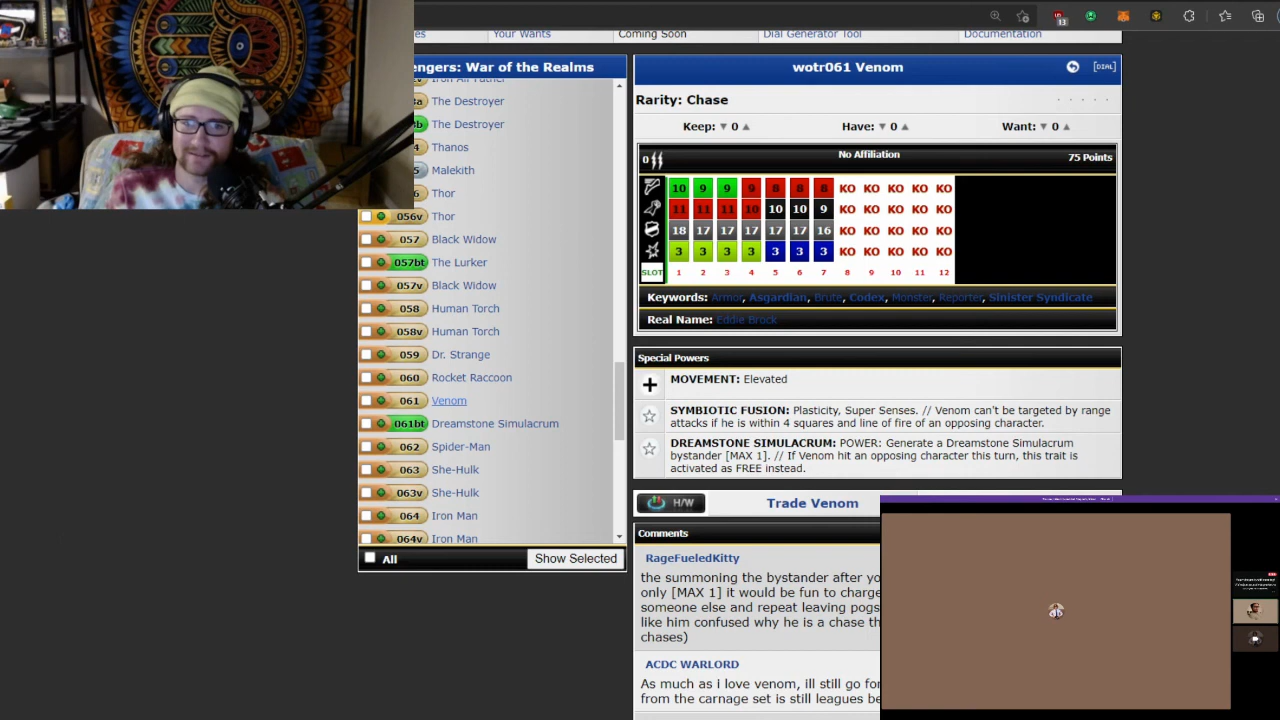 es
Your Wants
Coming Soon
Dial Generator Tool
Documentation
13
engers: War of the Realms
The Destroyer
The Destroyer
Thanos
Malekith
Thor
056v Thor
057 Black Widow
057bt The Lurker
057v Black Widow
058 Human Torch
058v Human Torch
059 Dr. Strange
060 Rocket Raccoon
061 Venom
061bt Dreamstone Simulacrum
062 Spider-Man
063 She-Hulk
063v She-Hulk
064 Iron Man
064v Iron Man
All
Show Selected
wotr061 Venom
[DIAL]
Rarity: Chase
Keep: ▼ 0 ▲ Have: ▼ 0 ▲ Want: ▼ 0 ▲
0 No Affiliation 75 Points
10 9 9 9 8 8 8 KO KO KO KO KO
11 11 11 10 10 10 9 KO KO KO KO KO
18 17 17 17 17 17 16 KO KO KO KO KO
3 3 3 3 3 3 3 KO KO KO KO KO
SLOT 1 2 3 4 5 6 7 8 9 10 11 12
Keywords: Armor, Asgardian, Brute, Codex, Monster, Reporter, Sinister Syndicate
Real Name: Eddie Brock
Special Powers
MOVEMENT: Elevated
SYMBIOTIC FUSION: Plasticity, Super Senses. // Venom can't be targeted by range
attacks if he is within 4 squares and line of fire of an opposing character.
DREAMSTONE SIMULACRUM: POWER: Generate a Dreamstone Simulacrum
bystander [MAX 1]. // If Venom hit an opposing character this turn, this trait is
activated as FREE instead.
H/W
Trade Venom
Comments
RageFueledKitty
the summoning the bystander after yo
only [MAX 1] it would be fun to charge
someone else and repeat leaving pogs
like him confused why he is a chase th
chases)
ACDC WARLORD
As much as i love venom, ill still go for
from the carnage set is still leagues be